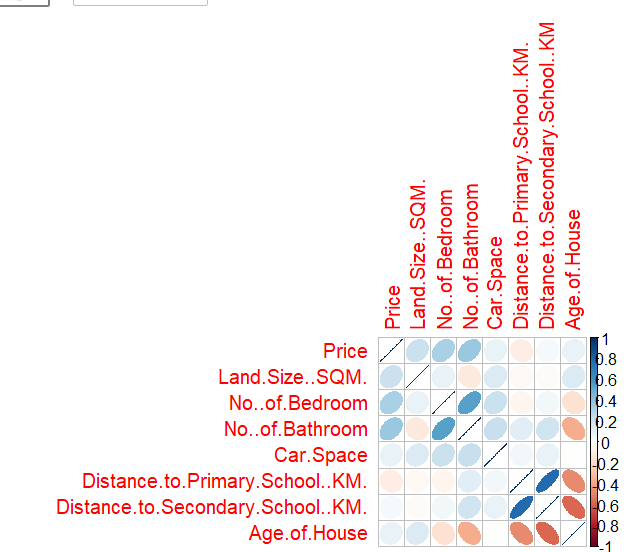 Price
Land.Size..SQM.
No..of.Bedroom
No..of.Bathroom
Car.Space
Distance.to.Primary.School..KM.
Distance.to.Secondary.School..KM
Age.of.House
Price
Land.Size..SQM.
No..of.Bedroom
No..of.Bathroom
Car.Space
Distance.to.Primary.School..KM.
Distance.to.Secondary.School..KM.
Age.of.House
1
0.8
0.6
0.4
0.2
0
-0.2
-0.4
-0.6
-0.8
-1